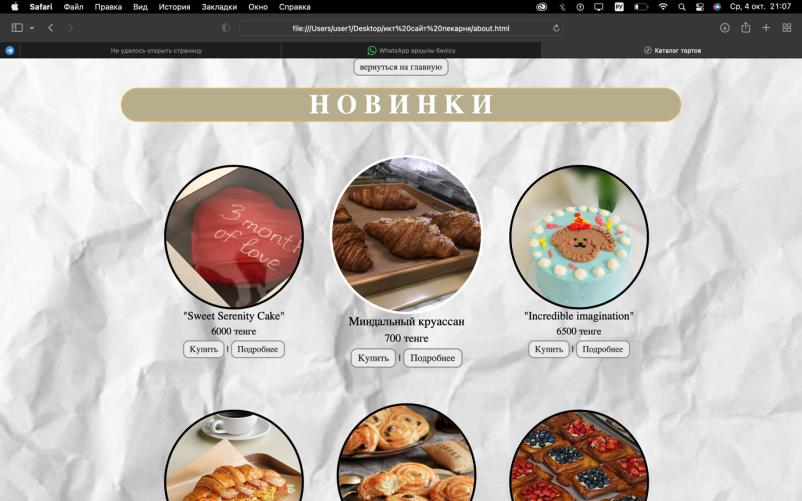 Safari Файл Правка Вид История Закладки Окно Справка РУ Ср, 4 окт. 21:07
file:///Users/user1/Desktop/икт%20сайт%20пекарня/about.html
Не удалось открыть страницу WhatsApp арқылы бөлісу Каталог тортов
вернуться на главную
НОВИНКИ
3 month
of love
"Sweet Serenity Cake"
6000 тенге
Купить | Подробнее
Миндальный круассан
700 тенге
Купить | Подробнее
"Incredible imagination"
6500 тенге
Купить | Подробнее